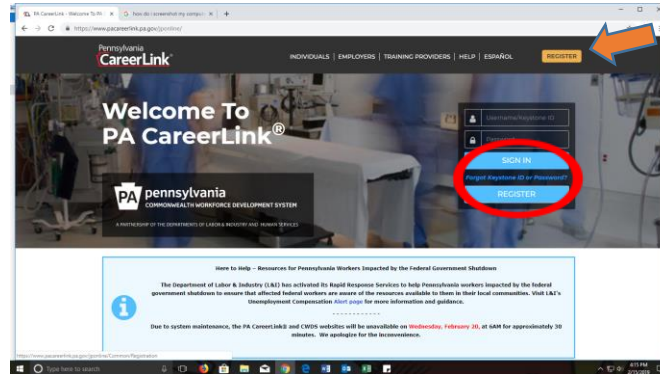 PA CareerLink - Welcome To PA
how do i screenshot my comput
https://www.pacareerlink.pa.gov/jponline/
Pennsylvania
CareerLink®
INDIVIDUALS | EMPLOYERS | TRAINING PROVIDERS | HELP | ESPAÑOL
REGISTER
Welcome To
PA CareerLink®
Username/Keystone ID
Password
SIGN IN
Forgot Keystone ID or Password?
REGISTER
PA pennsylvania
COMMONWEALTH WORKFORCE DEVELOPMENT SYSTEM
A PARTNERSHIP OF THE DEPARTMENTS OF LABOR & INDUSTRY AND HUMAN SERVICES
Here to Help – Resources for Pennsylvania Workers Impacted by the Federal Government Shutdown
The Department of Labor & Industry (L&I) has activated its Rapid Response Services to help Pennsylvania workers impacted by the federal
government shutdown to ensure that affected federal workers are aware of the resources available to them in their local communities. Visit L&I's
Unemployment Compensation Alert page for more information and guidance.
------------
Due to system maintenance, the PA CareerLink® and CWDS websites will be unavailable on Wednesday, February 20, at 6AM for approximately 30
minutes. We apologize for the inconvenience.
https://www.pacareerlink.pa.gov/jponline/Common/Registration
Type here to search
4:15 PM
2/15/2019